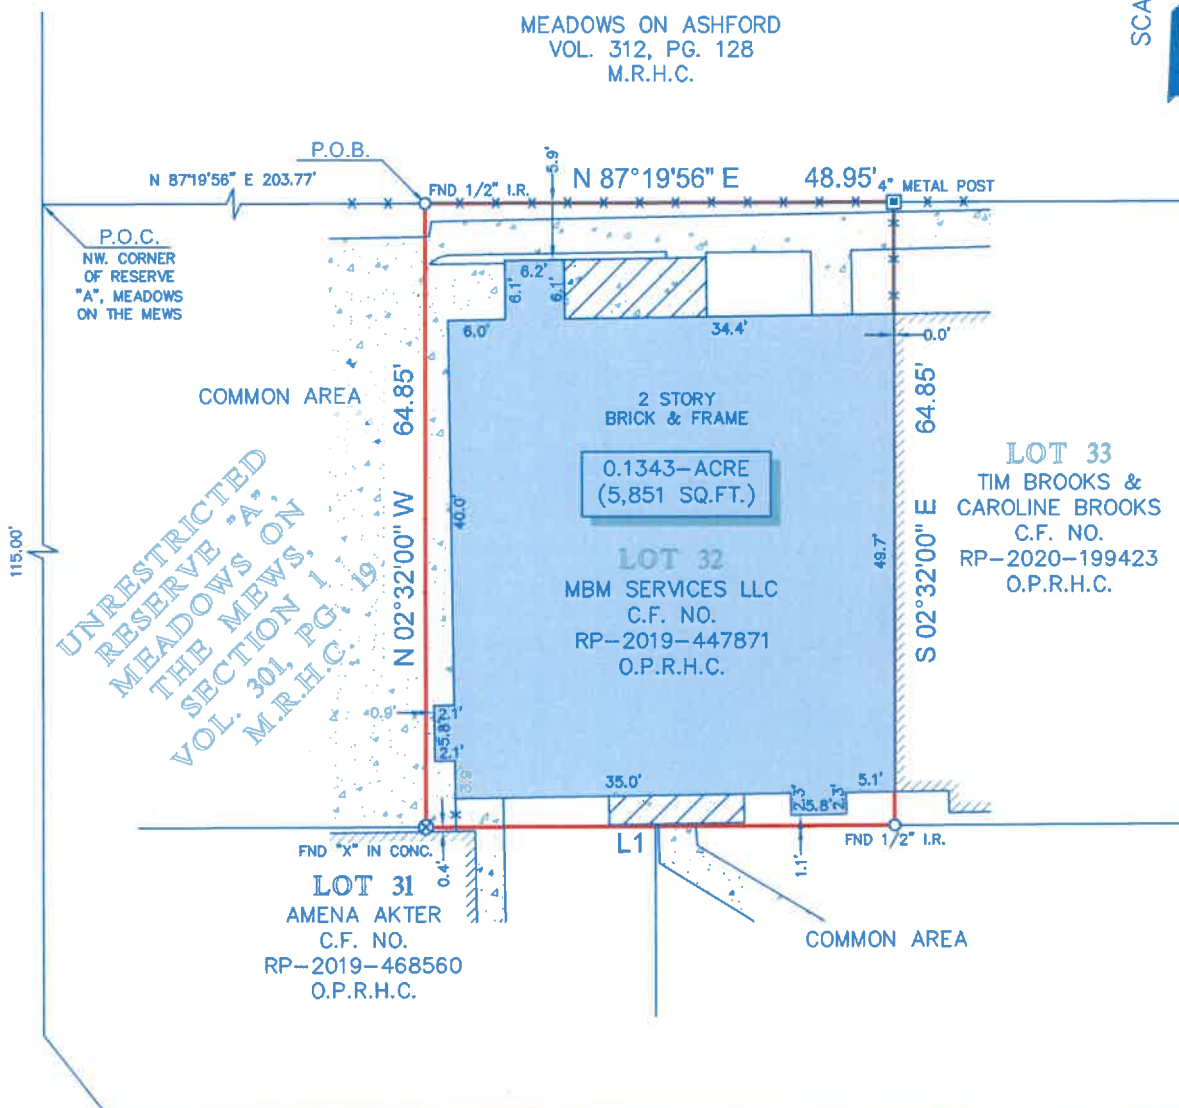 MEADOWS ON ASHFORD
VOL. 312, PG. 128
M.R.H.C.
SCA
P.O.B.
N 87°19'56" E 203.77'
FND 1/2" I.R.
5.9'
N 87°19'56" E 48.95'
4" METAL POST
P.O.C.
NW. CORNER
OF RESERVE
"A", MEADOWS
ON THE MEWS
6.2'
6.1'
6.1'
6.0'
34.4'
0.0'
COMMON AREA
N 02°32'00" W 64.85'
2 STORY
BRICK & FRAME
0.1343-ACRE
(5,851 SQ.FT.)
LOT 32
MBM SERVICES LLC
C.F. NO.
RP-2019-447871
O.P.R.H.C.
40.0'
49.7'
S 02°32'00" E 64.85'
LOT 33
TIM BROOKS &
CAROLINE BROOKS
C.F. NO.
RP-2020-199423
O.P.R.H.C.
115.00'
UNRESTRICTED
RESERVE "A",
MEADOWS ON
THE MEWS,
SECTION 1
VOL. 301, PG. 19
M.R.H.C.
0.9'
2.1'
5.8'
2.1'
3.9'
35.0'
5.1'
2.3'
5.8'
2.3'
FND "X" IN CONC.
0.4'
L1
1.1'
FND 1/2" I.R.
LOT 31
AMENA AKTER
C.F. NO.
RP-2019-468560
O.P.R.H.C.
COMMON AREA